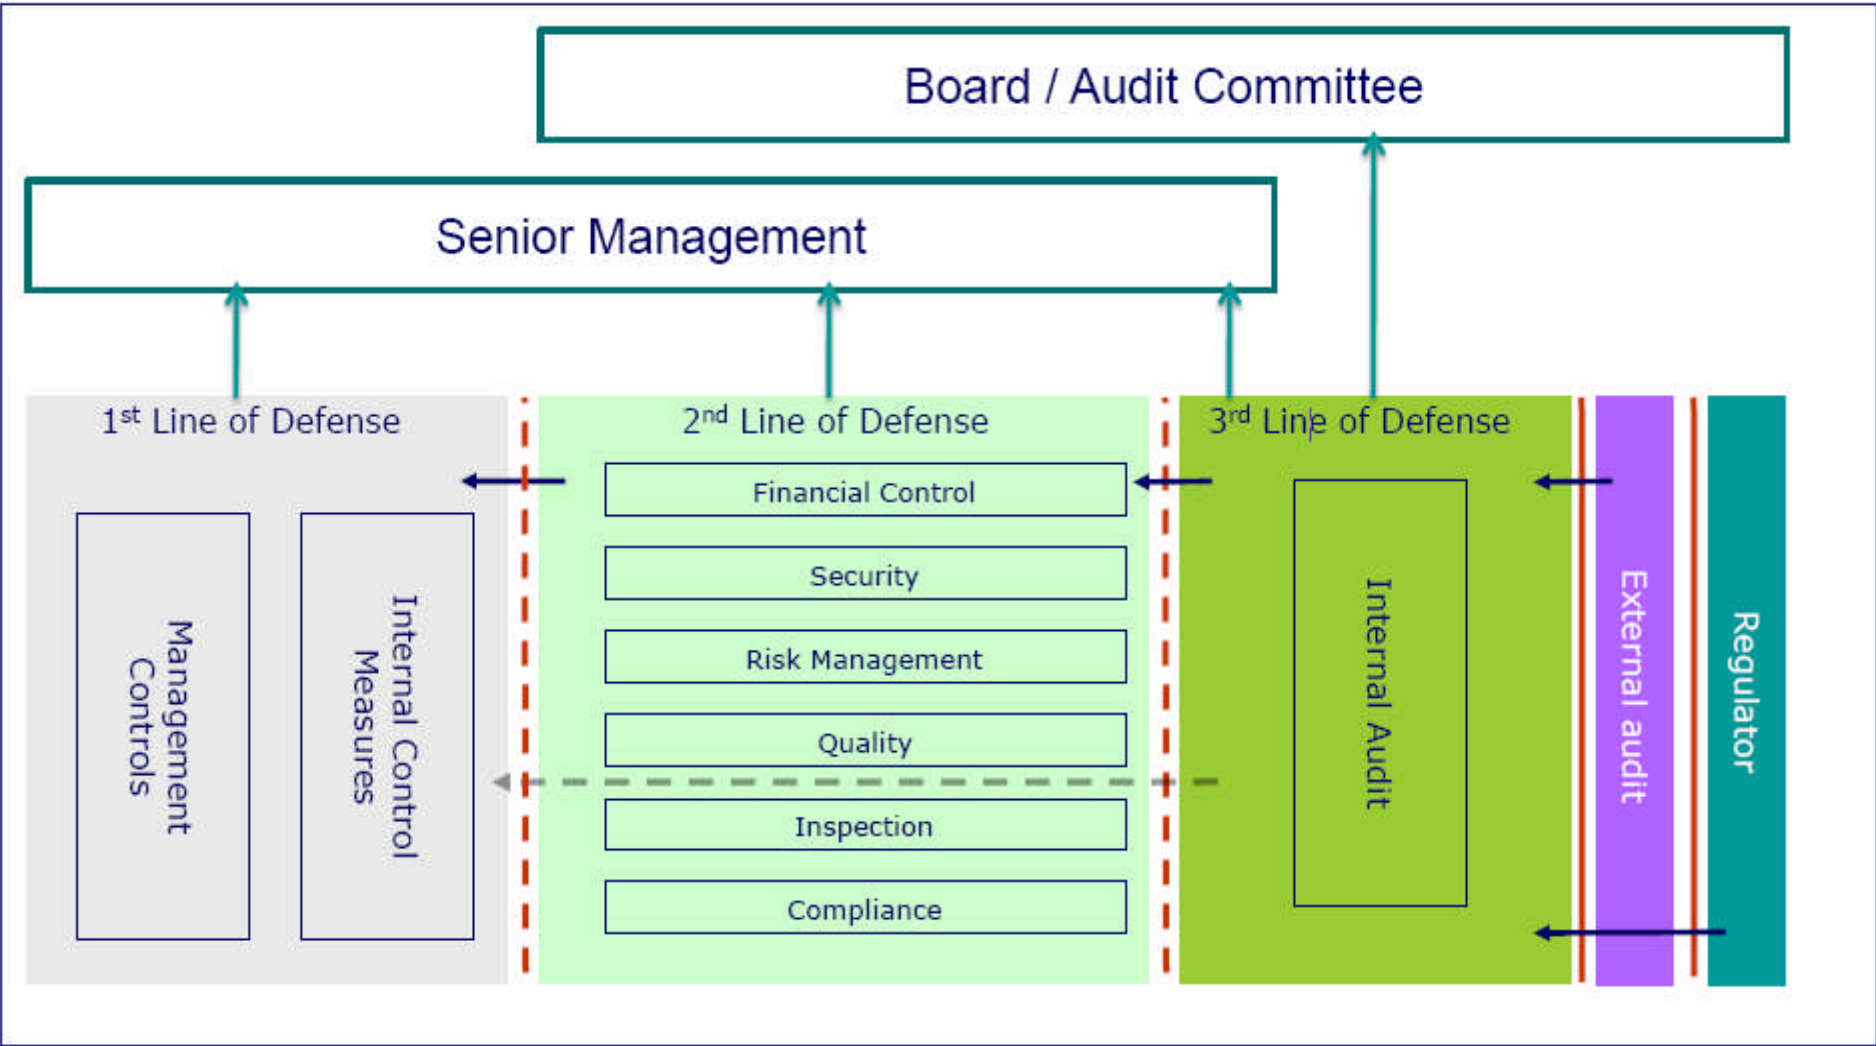 Board / Audit Committee
Senior Management
1st Line of Defense
2nd Line of Defense
3rd Line of Defense
Management
Controls
Internal Control
Measures
Financial Control
Security
Risk Management
Quality
Inspection
Compliance
Internal Audit
External audit
Regulator